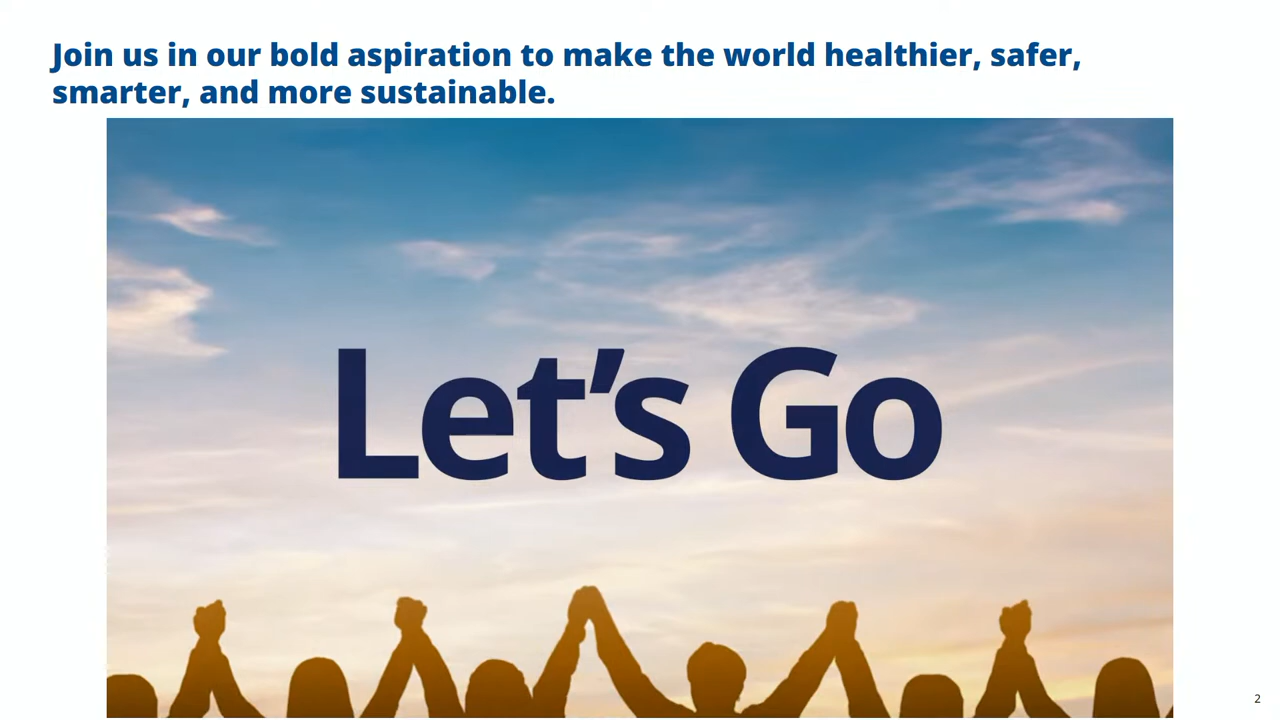 Join us in our bold aspiration to make the world healthier, safer,
smarter, and more sustainable.
Let’s Go
2